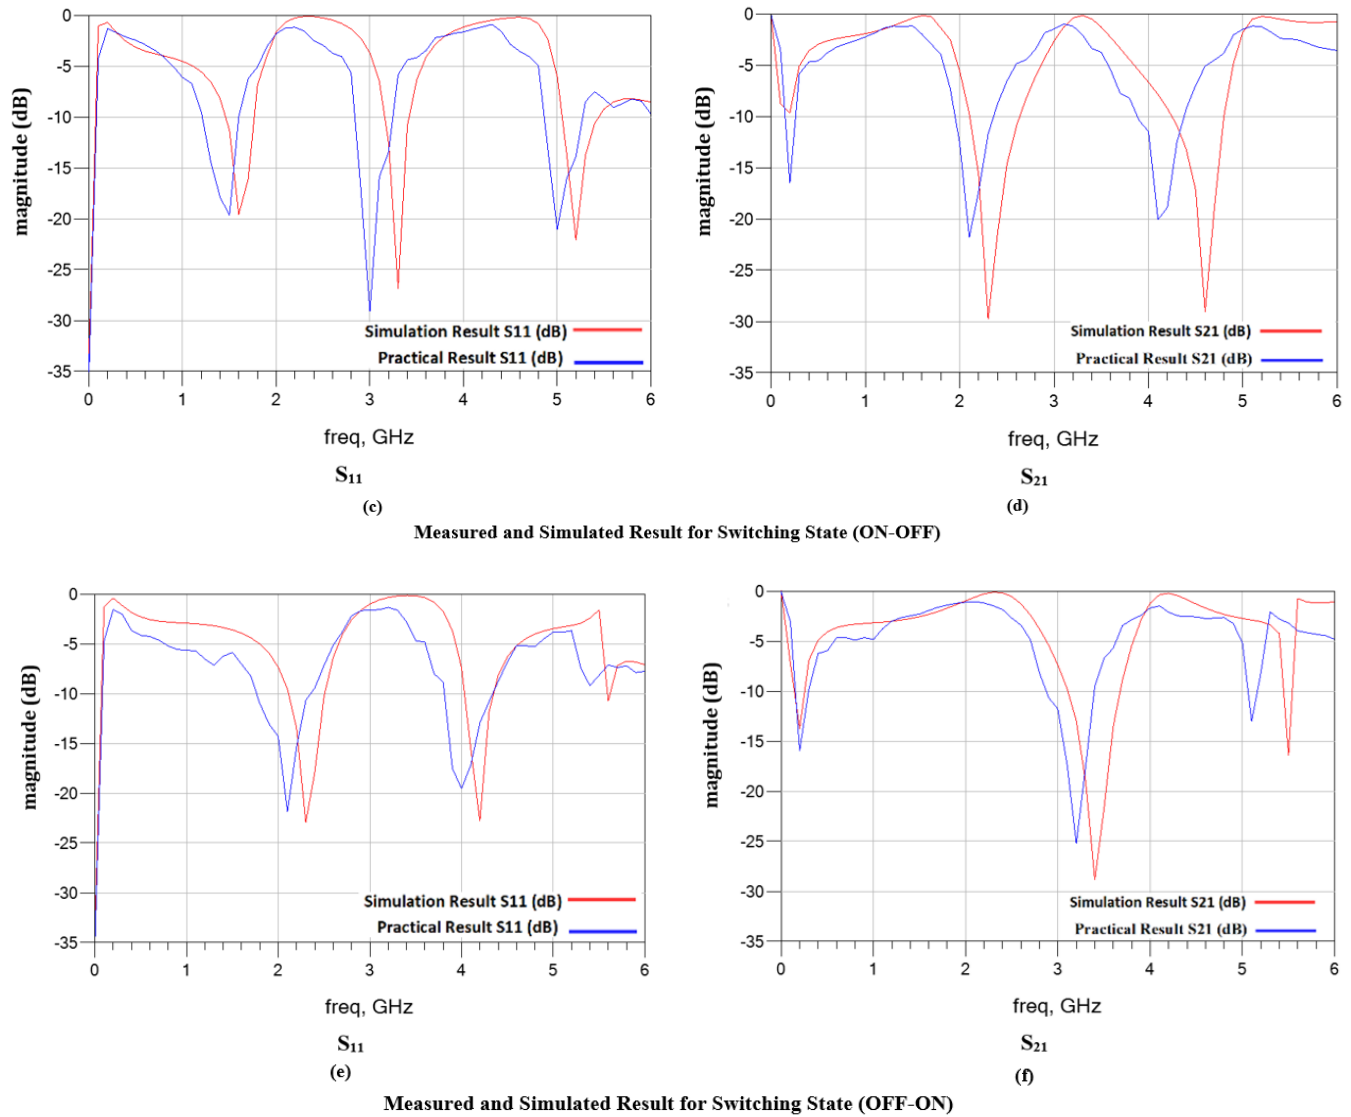 0
-5
-10
-15
-20
-25
-30
-35
magnitude (dB)
Simulation Result S11 (dB)
Practical Result S11 (dB)
0 1 2 3 4 5 6
freq, GHz
S₁₁
(c)
0
-5
-10
-15
-20
-25
-30
-35
magnitude (dB)
Simulation Result S21 (dB)
Practical Result S21 (dB)
0 1 2 3 4 5 6
freq, GHz
S₂₁
(d)
Measured and Simulated Result for Switching State (ON-OFF)
0
-5
-10
-15
-20
-25
-30
-35
magnitude (dB)
Simulation Result S11 (dB)
Practical Result S11 (dB)
0 1 2 3 4 5 6
freq, GHz
S₁₁
(e)
0
-5
-10
-15
-20
-25
-30
-35
magnitude (dB)
Simulation Result S21 (dB)
Practical Result S21 (dB)
0 1 2 3 4 5 6
freq, GHz
S₂₁
(f)
Measured and Simulated Result for Switching State (OFF-ON)